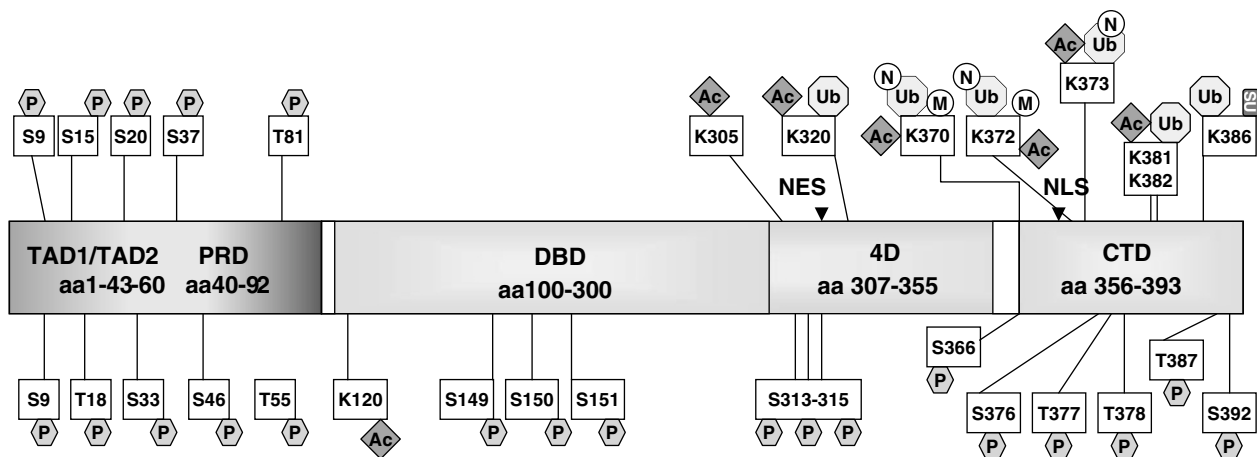 N
Ac Ub
P P P P P
Ac Ac Ub N Ub M N Ub M K373 Ub SU
S9 S15 S20 S37 T81
K305 K320 Ac K370 K372 Ac
Ac Ub
K381
K382
K386
NES NLS
TAD1/TAD2 PRD DBD 4D CTD
aa1-43-60 aa40-92 aa100-300 aa 307-355 aa 356-393
S366
P
T387
P
S9 T18 S33 S46 T55 K120 S149 S150 S151 S313-315
P P P P P Ac P P P P P P
S376 T377 T378 S392
P P P P